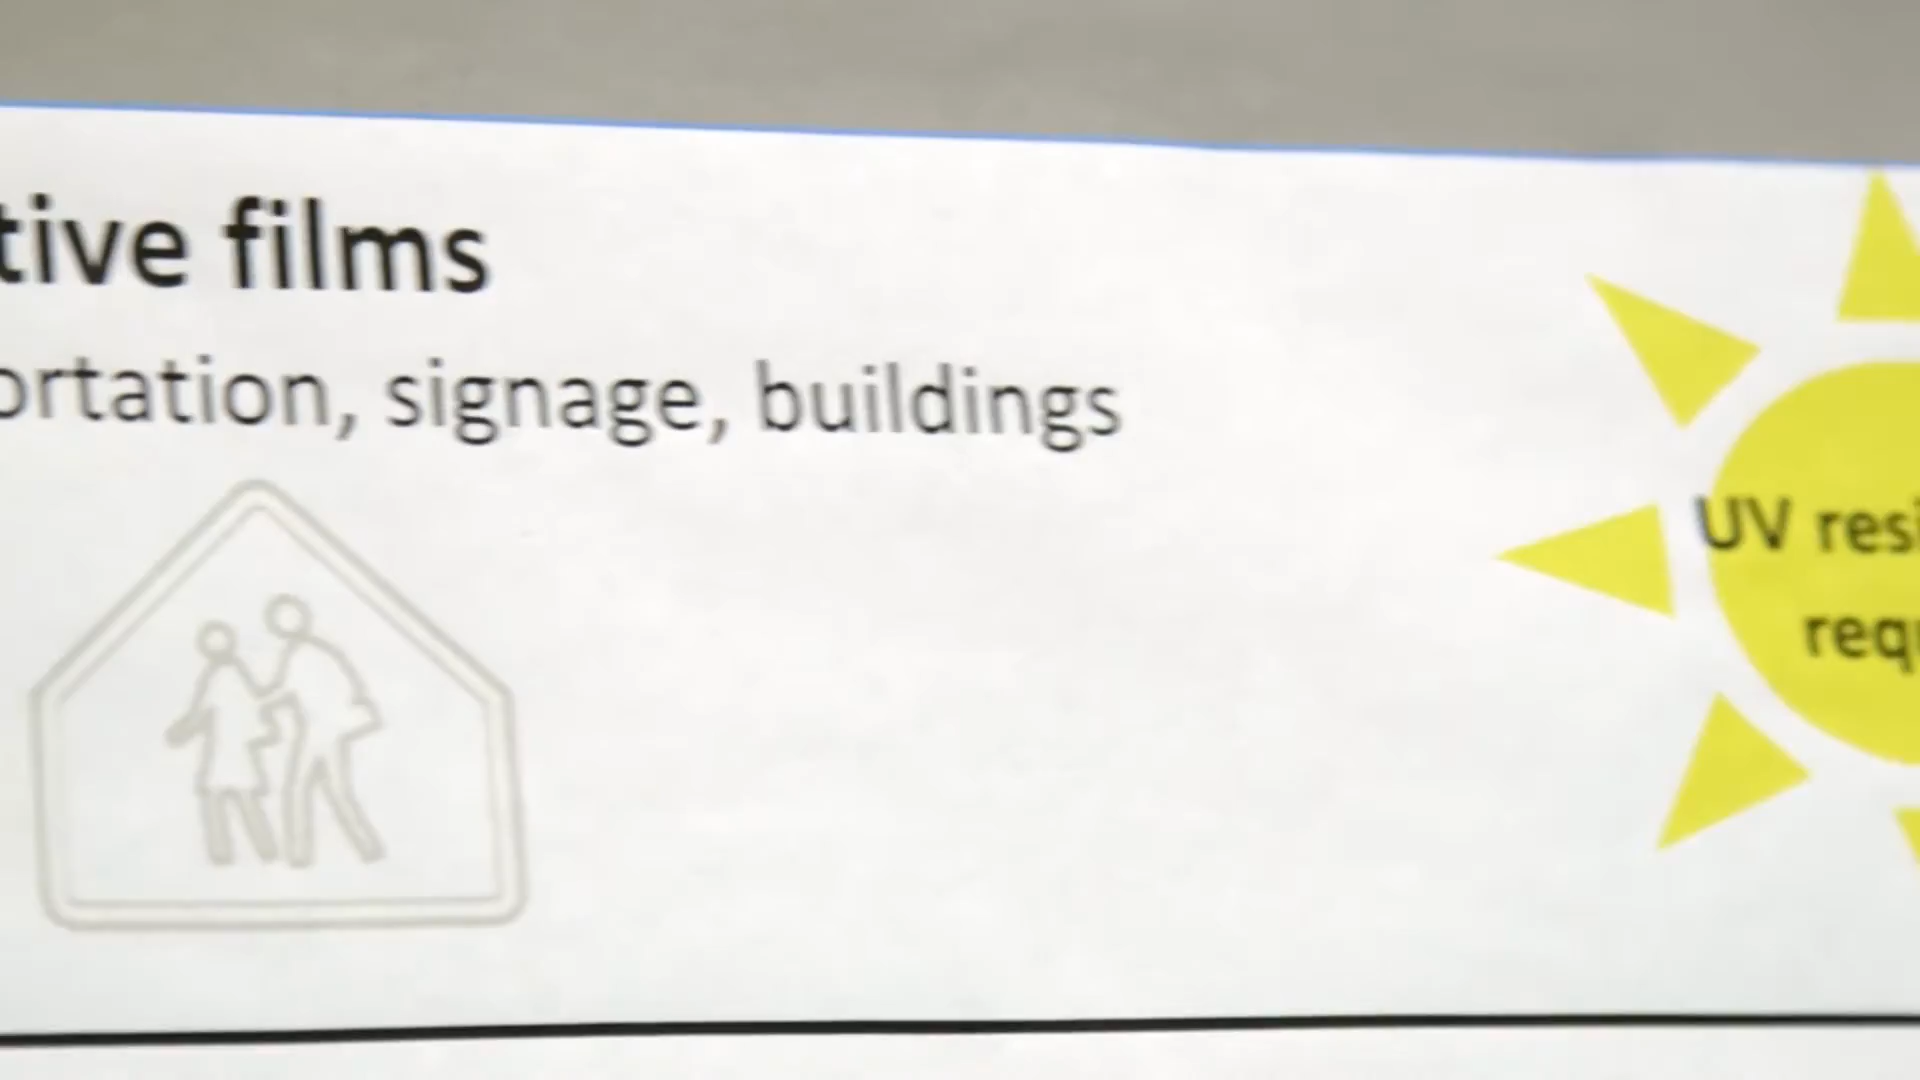 tive films
ortation, signage, buildings
UV resi
requ